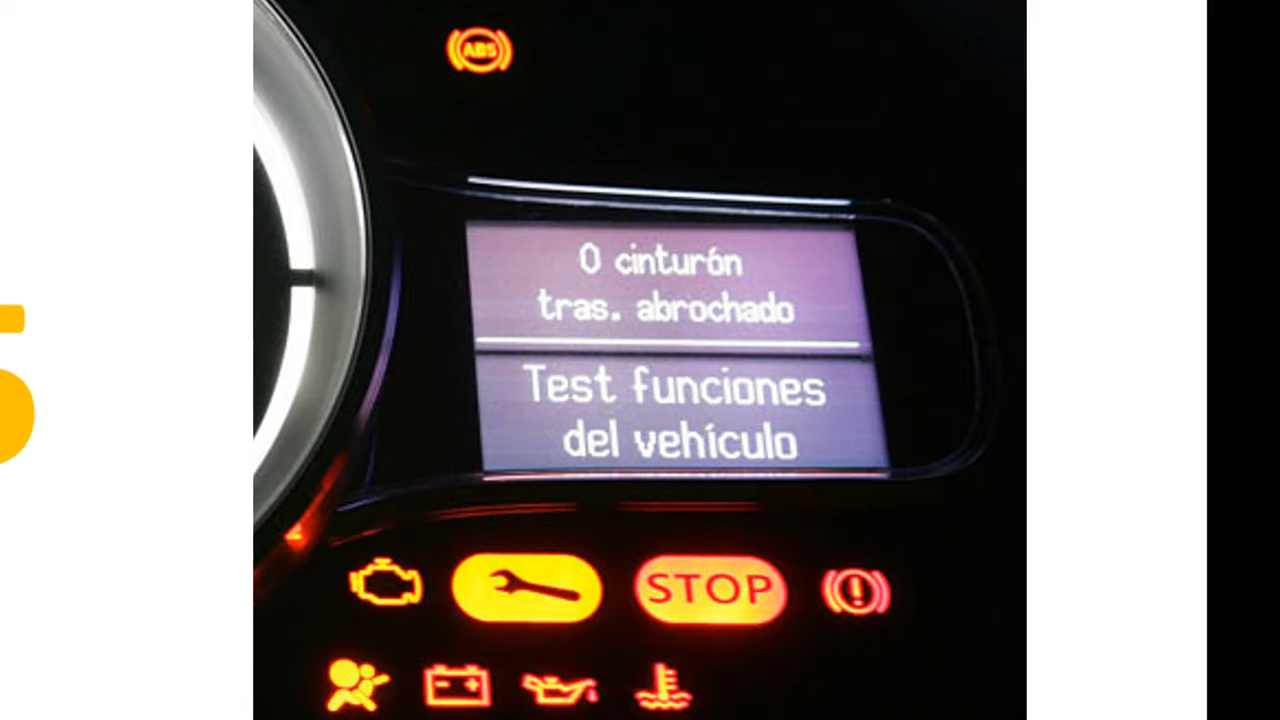 ABS
0 cinturón
tras. abrochado
Test funciones
del vehículo
STOP